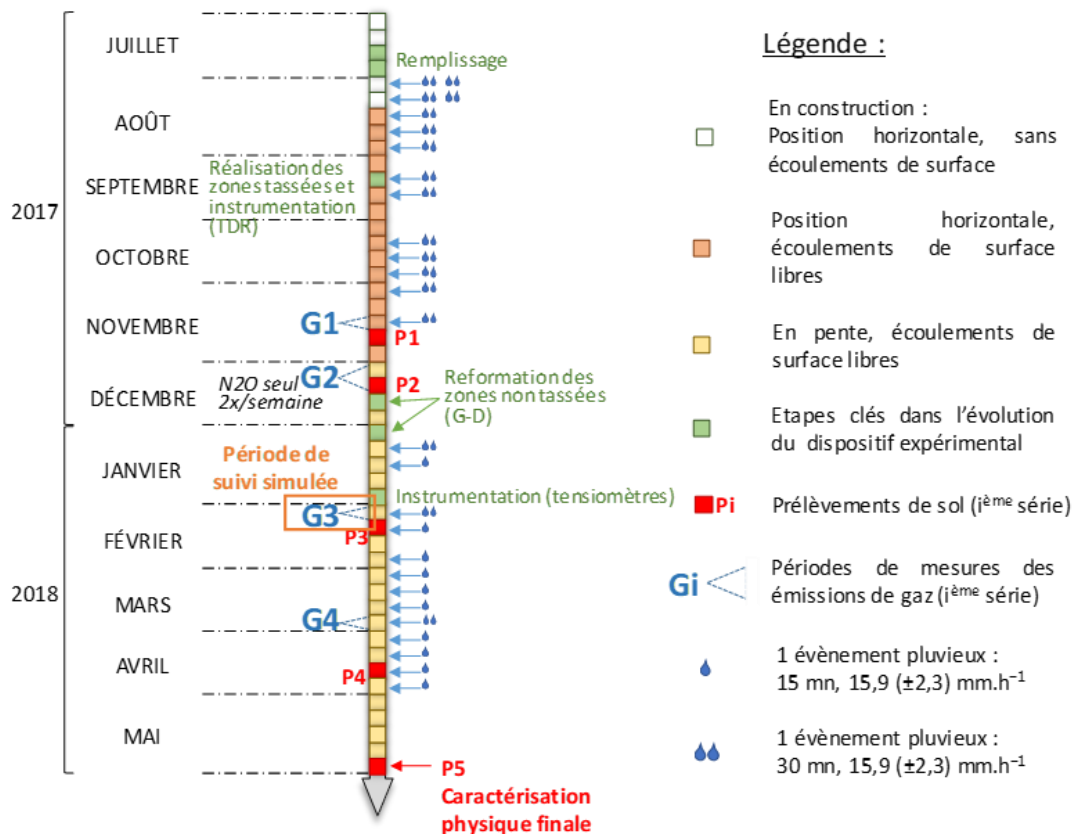 JUILLET
Remplissage
AOÛT
SEPTEMBRE
Réalisation des
zones tassées et
instrumentation
(TDR)
2017
OCTOBRE
NOVEMBRE
G1
P1
DÉCEMBRE
N2O seul
2x/semaine
G2
P2
Reformation des
zones non tassées
(G-D)
JANVIER
Période de
suivi simulée
Instrumentation (tensiomètres)
G3
P3
FÉVRIER
2018
MARS
G4
AVRIL
P4
MAI
P5
Caractérisation
physique finale
Légende :
En construction :
Position horizontale, sans
écoulements de surface
Position horizontale,
écoulements de surface
libres
En pente, écoulements de
surface libres
Etapes clés dans l’évolution
du dispositif expérimental
Pi Prélèvements de sol (ième série)
Gi
Périodes de mesures des
émissions de gaz (ième série)
1 évènement pluvieux :
15 mn, 15,9 (±2,3) mm.h⁻¹
1 évènement pluvieux :
30 mn, 15,9 (±2,3) mm.h⁻¹